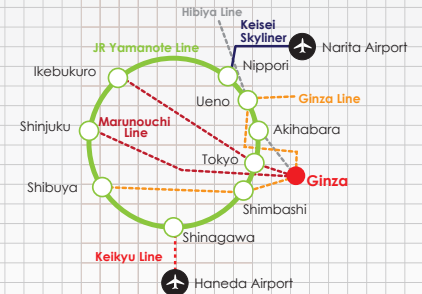 Hibiya Line
Keisei
Skyliner
JR Yamanote Line
Narita Airport
Ikebukuro
Nippori
Ueno
Ginza Line
Shinjuku
Marunouchi
Line
Akihabara
Tokyo
Ginza
Shibuya
Shimbashi
Shinagawa
Keikyu Line
Haneda Airport